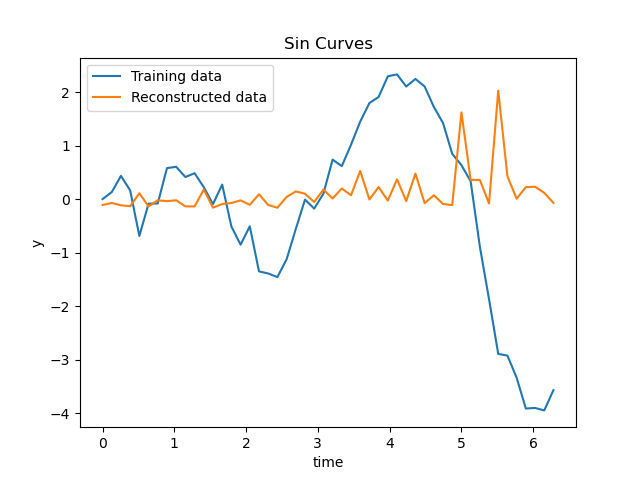 Sin Curves
Training data
Reconstructed data
y
2
1
0
−1
−2
−3
−4
0 1 2 3 4 5 6
time